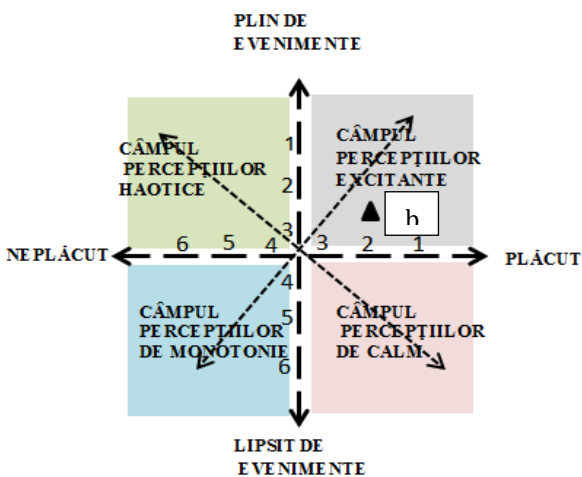 PLIN DE
EVENIMENTE
CÂMPUL
PERCEPȚIILOR
HAOTICE
CÂMPUL
PERCEPȚIILOR
EXCITANTE
1
2
3
h
NEPLĂCUT
6 5 4 3 2 1
PLĂCUT
4
5
6
CÂMPUL
PERCEPȚIILOR
DE MONOTONIE
CÂMPUL
PERCEPȚIILOR
DE CALM
LIPSIT DE
EVENIMENTE